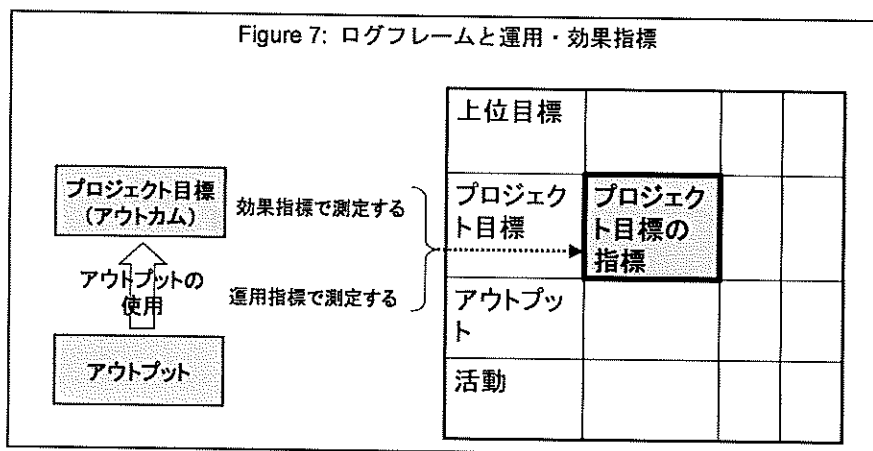 Figure 7: ログフレームと運用・効果指標
プロジェクト目標
(アウトカム)
効果指標で測定する
アウトプットの
使用
運用指標で測定する
アウトプット
上位目標
プロジェク
ト目標
プロジェク
ト目標の
指標
アウトプッ
ト
活動